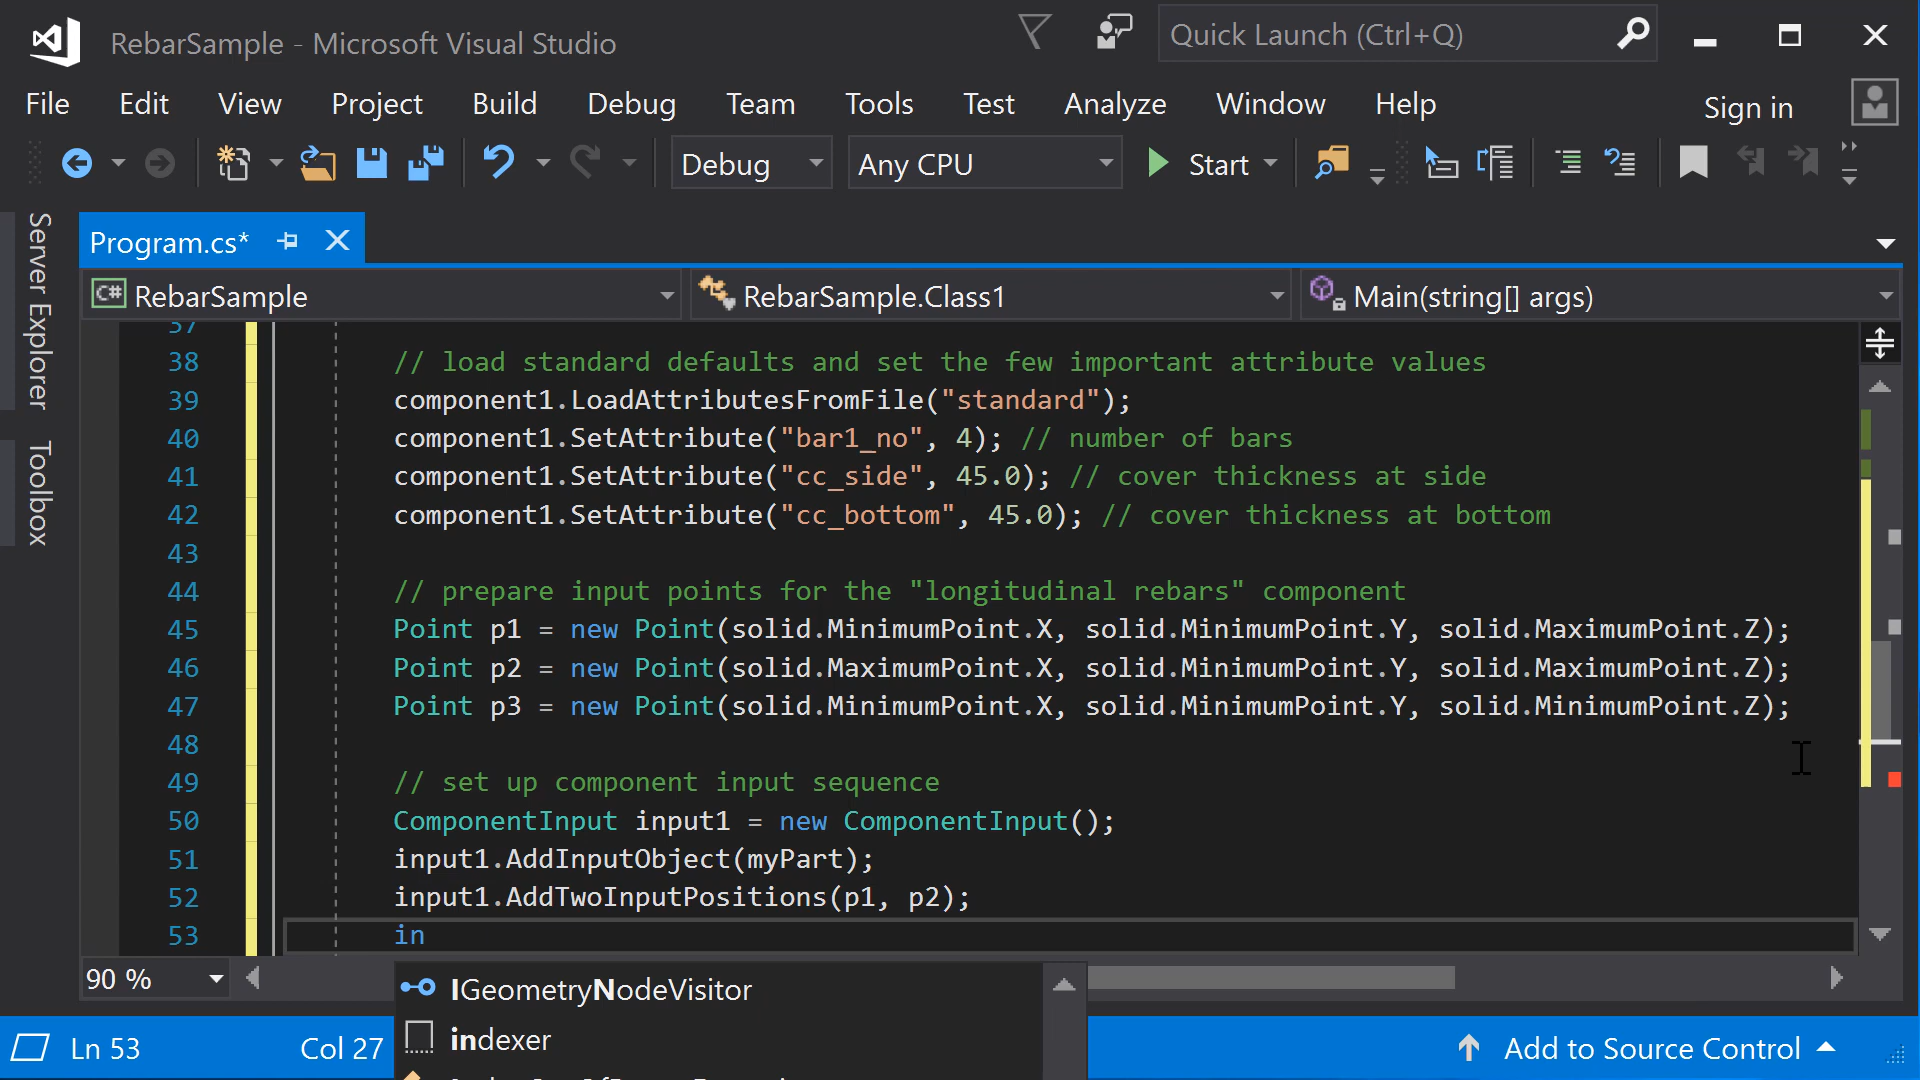 RebarSample - Microsoft Visual Studio
Quick Launch (Ctrl+Q)
File Edit View Project Build Debug Team Tools Test Analyze Window Help
Sign in
Debug
Any CPU
Start
Server Explorer
Toolbox
Program.cs*
C# RebarSample
RebarSample.Class1
Main(string[] args)
37
38 // load standard defaults and set the few important attribute values
39 component1.LoadAttributesFromFile("standard");
40 component1.SetAttribute("bar1_no", 4); // number of bars
41 component1.SetAttribute("cc_side", 45.0); // cover thickness at side
42 component1.SetAttribute("cc_bottom", 45.0); // cover thickness at bottom
43
44 // prepare input points for the "longitudinal rebars" component
45 Point p1 = new Point(solid.MinimumPoint.X, solid.MinimumPoint.Y, solid.MaximumPoint.Z);
46 Point p2 = new Point(solid.MaximumPoint.X, solid.MinimumPoint.Y, solid.MaximumPoint.Z);
47 Point p3 = new Point(solid.MinimumPoint.X, solid.MinimumPoint.Y, solid.MinimumPoint.Z);
48
49 // set up component input sequence
50 ComponentInput input1 = new ComponentInput();
51 input1.AddInputObject(myPart);
52 input1.AddTwoInputPositions(p1, p2);
53 in
90 %
IGeometryNodeVisitor
indexer
Ln 53 Col 27
Add to Source Control